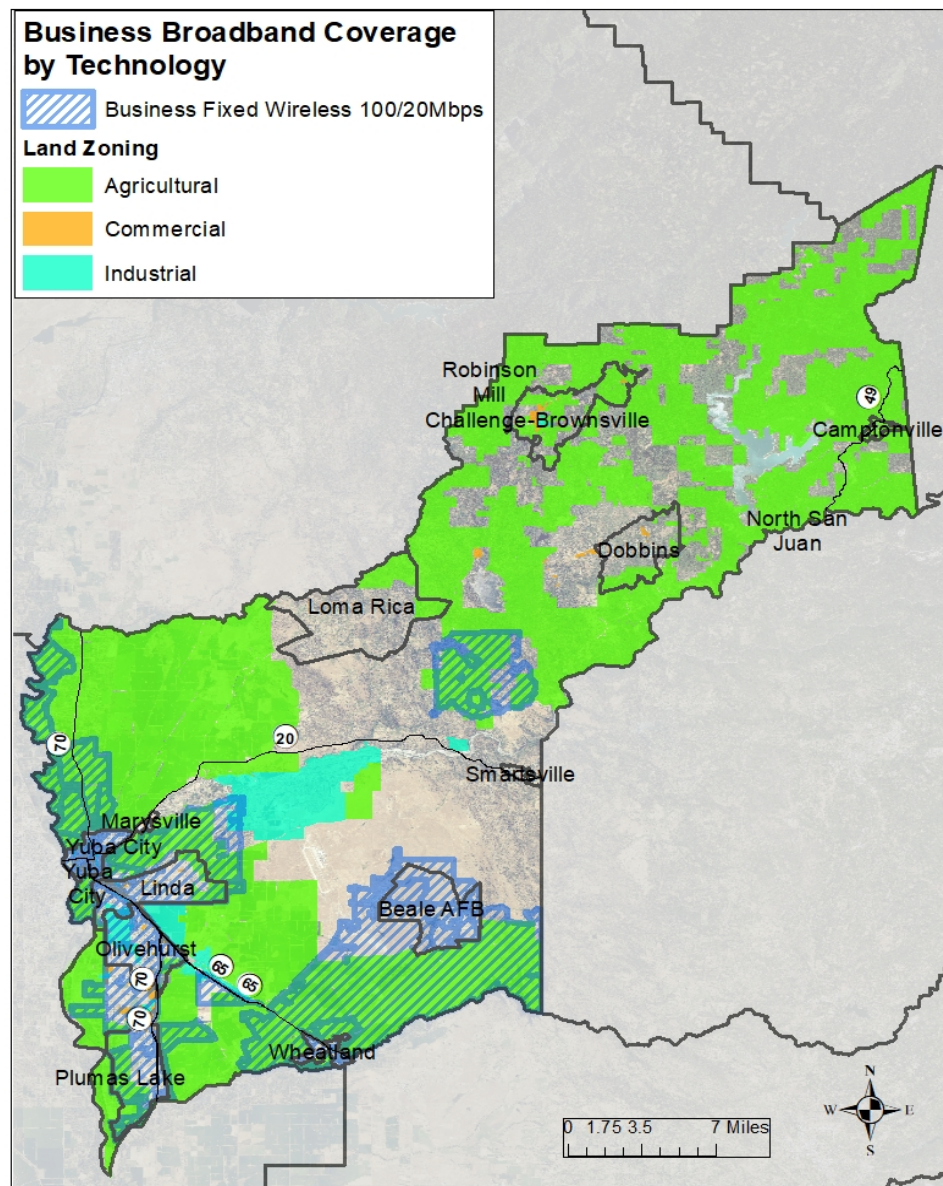 Business Broadband Coverage
by Technology
Business Fixed Wireless 100/20Mbps
Land Zoning
Agricultural
Commercial
Industrial
Robinson
Mill
Challenge-Brownsville
49
Camptonville
North San
Juan
Dobbins
Loma Rica
20
70
Smartsville
Marysville
Yuba City
Yuba
City
Linda
Beale AFB
Olivehurst
65
65
70
70
Wheatland
Plumas Lake
N
W E
S
0 1.75 3.5 7 Miles